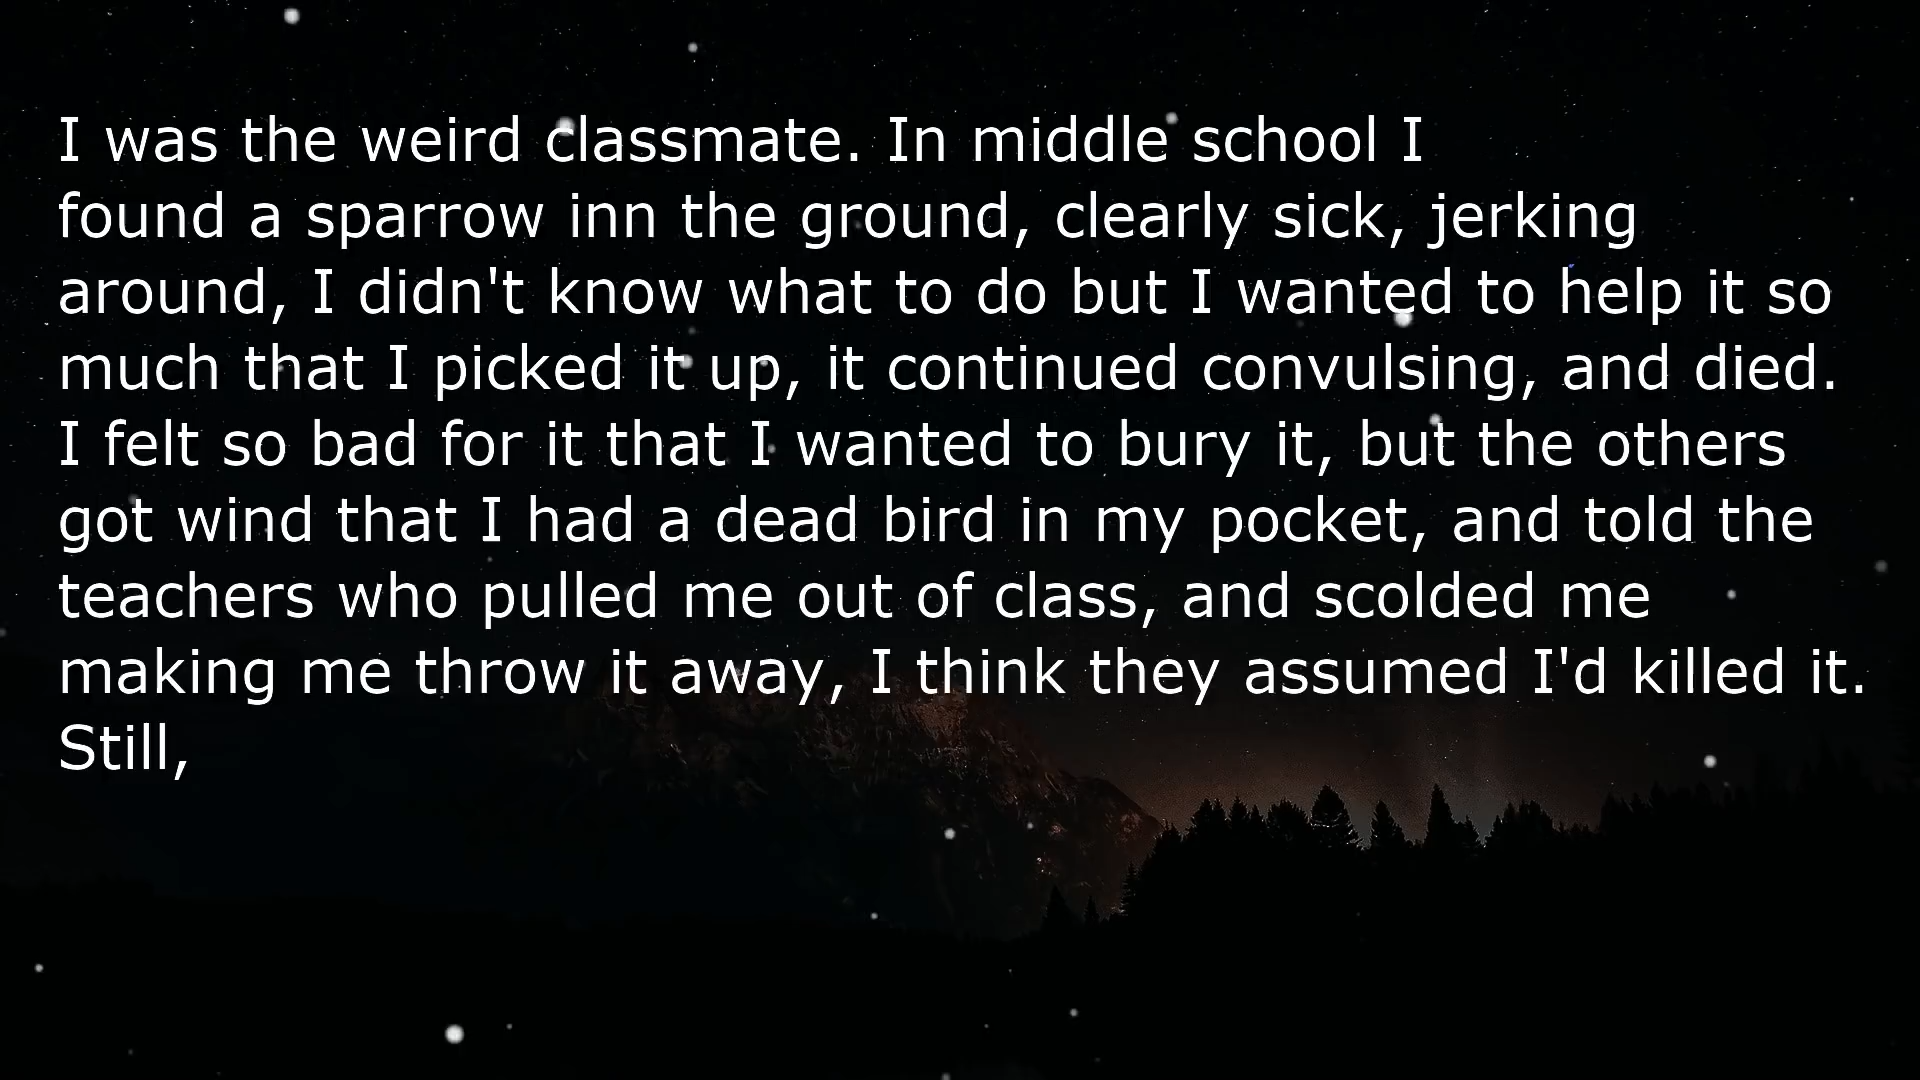 I was the weird classmate. In middle school I
found a sparrow inn the ground, clearly sick, jerking
around, I didn't know what to do but I wanted to help it so
much that I picked it up, it continued convulsing, and died.
I felt so bad for it that I wanted to bury it, but the others
got wind that I had a dead bird in my pocket, and told the
teachers who pulled me out of class, and scolded me
making me throw it away, I think they assumed I'd killed it.
Still,